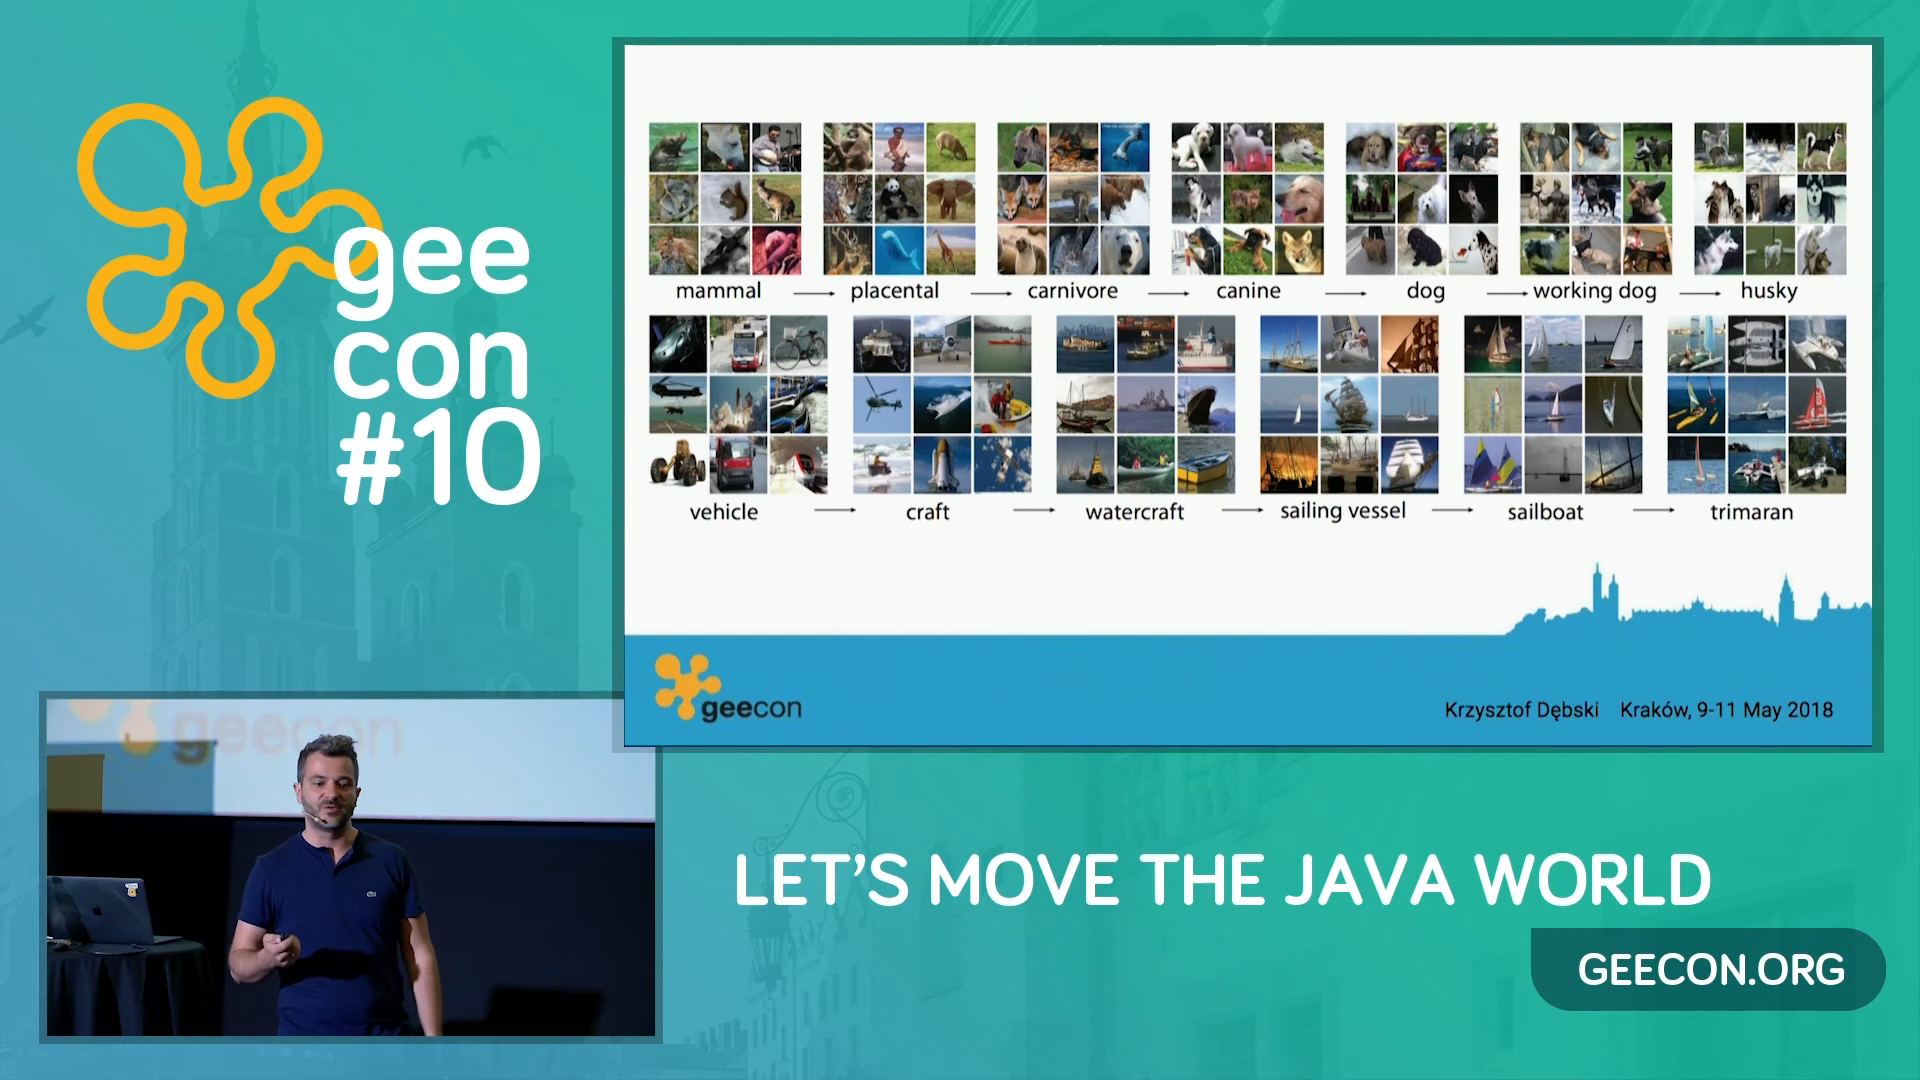 gee
con
#10
mammal → placental → carnivore → canine → dog → working dog → husky
vehicle → craft → watercraft → sailing vessel → sailboat → trimaran
geecon
Krzysztof Dębski Kraków, 9-11 May 2018
geecon
LET'S MOVE THE JAVA WORLD
GEECON.ORG